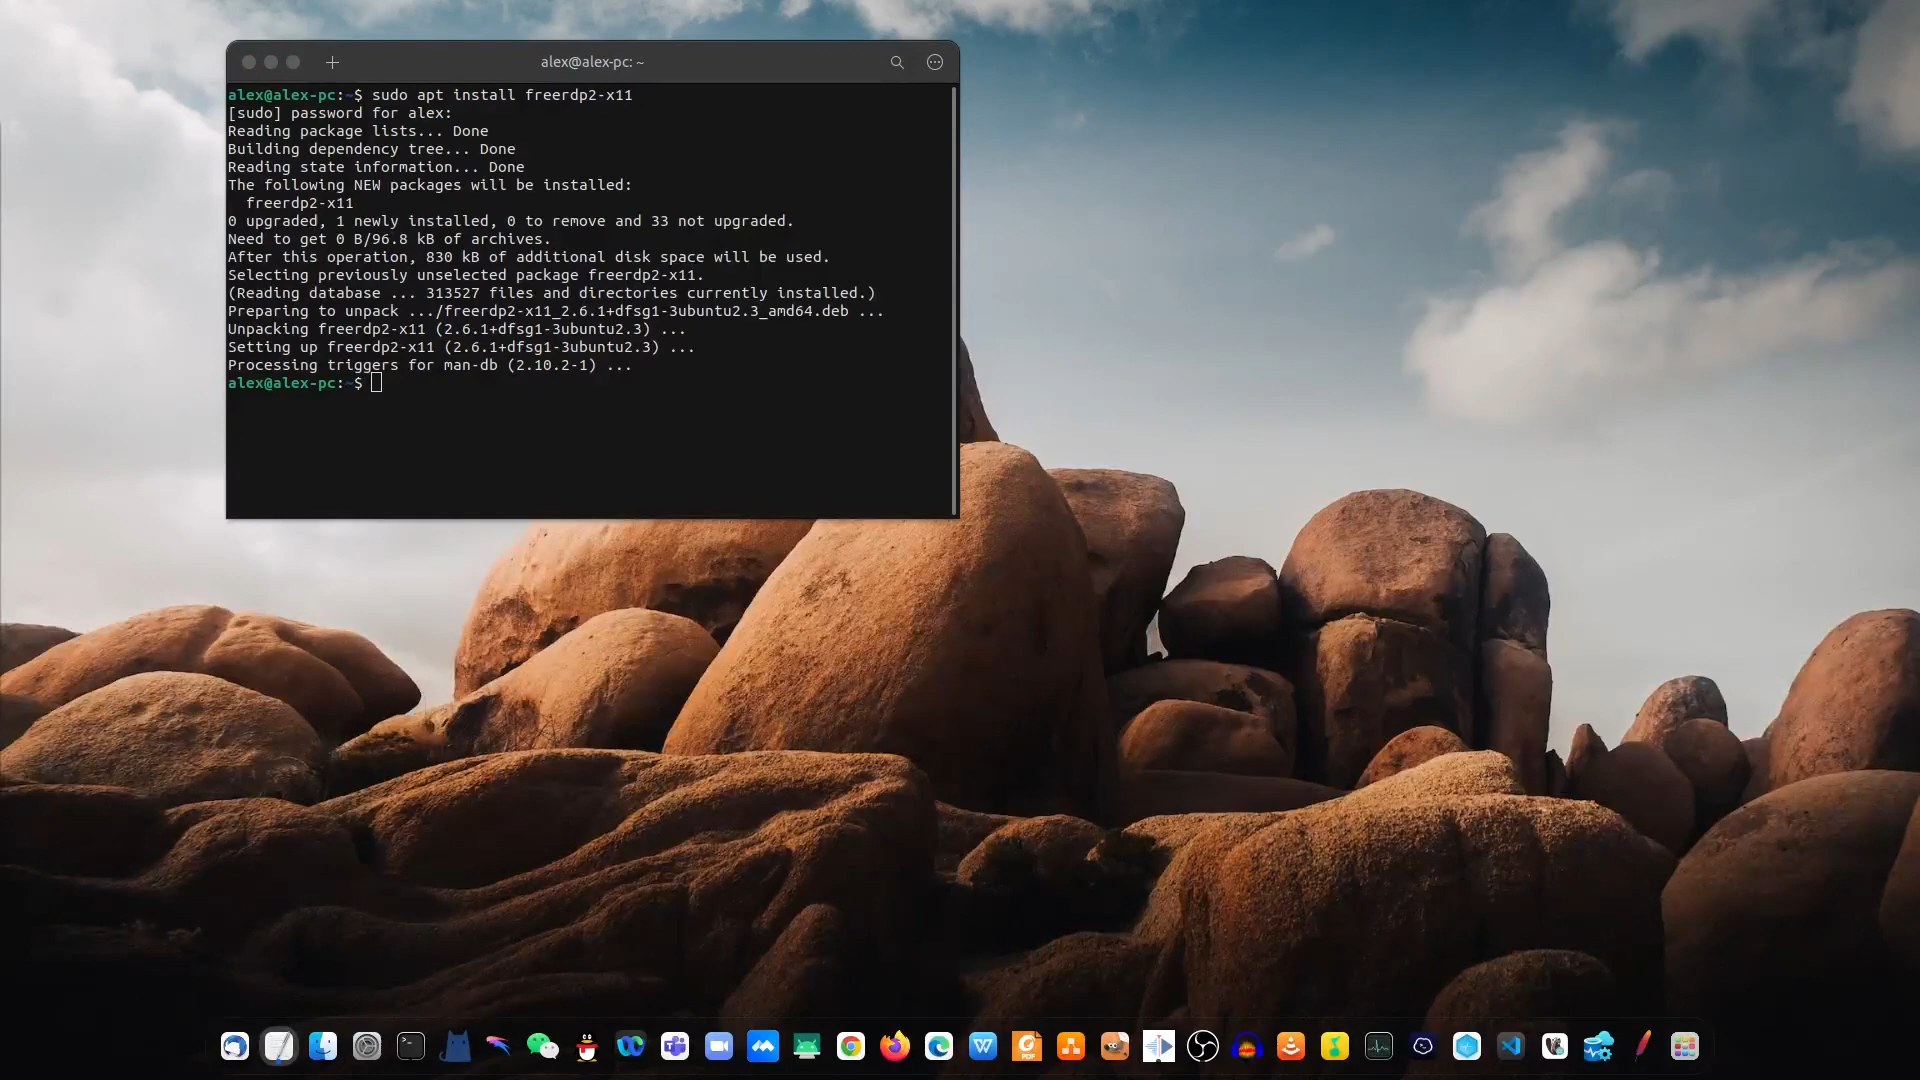 alex@alex-pc: ~
alex@alex-pc:~$ sudo apt install freerdp2-x11
[sudo] password for alex:
Reading package lists... Done
Building dependency tree... Done
Reading state information... Done
The following NEW packages will be installed:
  freerdp2-x11
0 upgraded, 1 newly installed, 0 to remove and 33 not upgraded.
Need to get 0 B/96.8 kB of archives.
After this operation, 830 kB of additional disk space will be used.
Selecting previously unselected package freerdp2-x11.
(Reading database ... 313527 files and directories currently installed.)
Preparing to unpack .../freerdp2-x11_2.6.1+dfsg1-3ubuntu2.3_amd64.deb ...
Unpacking freerdp2-x11 (2.6.1+dfsg1-3ubuntu2.3) ...
Setting up freerdp2-x11 (2.6.1+dfsg1-3ubuntu2.3) ...
Processing triggers for man-db (2.10.2-1) ...
alex@alex-pc:~$
PDF